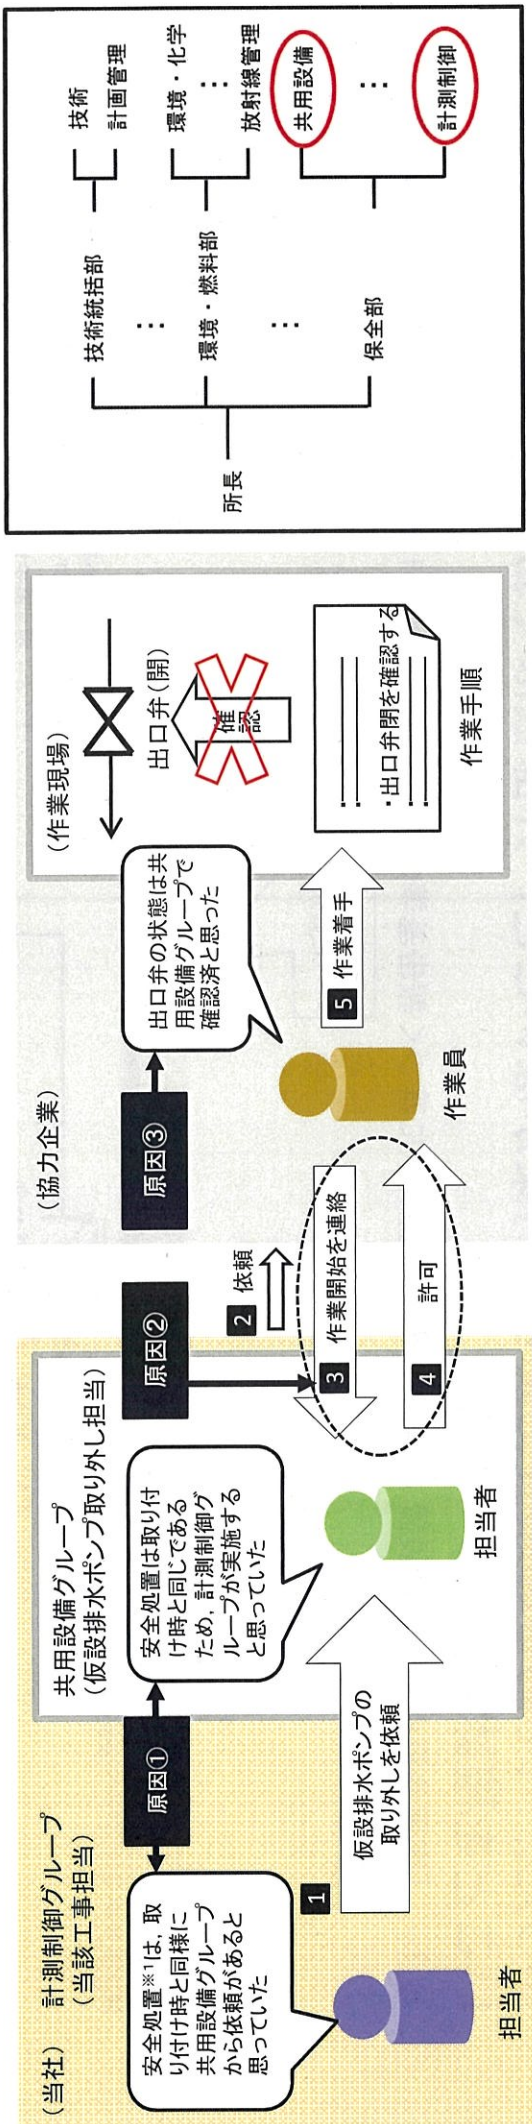 (当社)
計測制御グループ
(当該工事担当)
安全処置※1は、取
り付け時と同様に
共用設備グループ
から依頼があると
思っていた
担当者
原因①
1
仮設排水ポンプの
取り外しを依頼
共用設備グループ
(仮設排水ポンプ取り外し担当)
安全処置は取り付
け時と同じである
ため、計測制御グ
ループが実施する
と思っていた
担当者
原因②
2 依頼
3 作業開始を連絡
4 許可
(協力企業)
原因③
出口弁の状態は共
用設備グループで
確認済と思った
作業員
5 作業着手
(作業現場)
出口弁(開)
確認
・出口弁閉を確認する
作業手順
所長
技術統括部
⋮
環境・燃料部
⋮
保全部
技術
計画管理
環境・化学
⋮
放射線管理
共用設備
⋮
計測制御